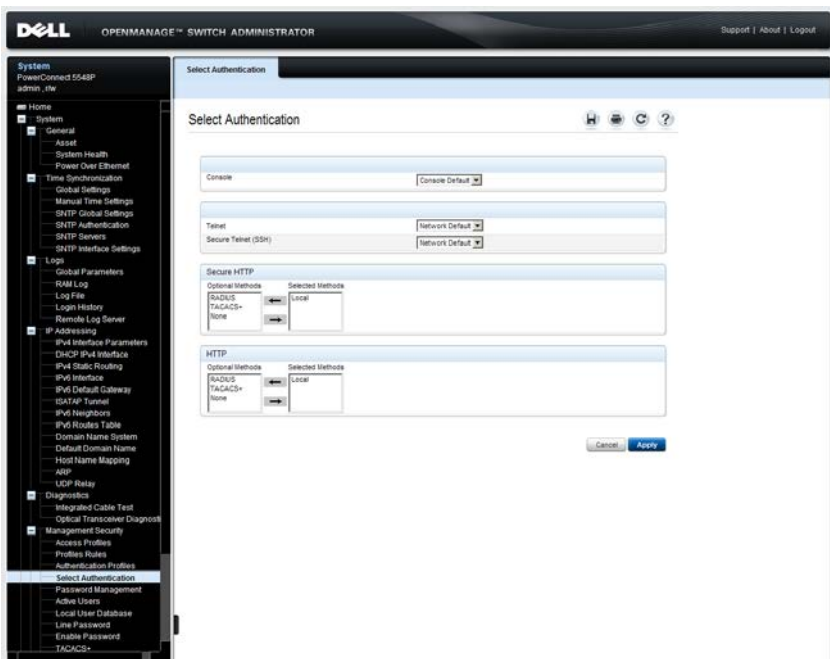 DELL
OPENMANAGE™ SWITCH ADMINISTRATOR
Support | About | Logout
System
PowerConnect 5548P
admin , r/w
Home
System
General
Asset
System Health
Power Over Ethernet
Time Synchronization
Global Settings
Manual Time Settings
SNTP Global Settings
SNTP Authentication
SNTP Servers
SNTP Interface Settings
Logs
Global Parameters
RAM Log
Log File
Login History
Remote Log Server
IP Addressing
IPv4 Interface Parameters
DHCP IPv4 Interface
IPv4 Static Routing
IPv6 Interface
IPv6 Default Gateway
ISATAP Tunnel
IPv6 Neighbors
IPv6 Routes Table
Domain Name System
Default Domain Name
Host Name Mapping
ARP
UDP Relay
Diagnostics
Integrated Cable Test
Optical Transceiver Diagnosti
Management Security
Access Profiles
Profiles Rules
Authentication Profiles
Select Authentication
Password Management
Active Users
Local User Database
Line Password
Enable Password
TACACS+
Select Authentication
Select Authentication
?
Console
Console Default
Telnet
Network Default
Secure Telnet (SSH)
Network Default
Secure HTTP
Optional Methods Selected Methods
RADIUS Local
TACACS+
None
HTTP
Optional Methods Selected Methods
RADIUS Local
TACACS+
None
Cancel Apply